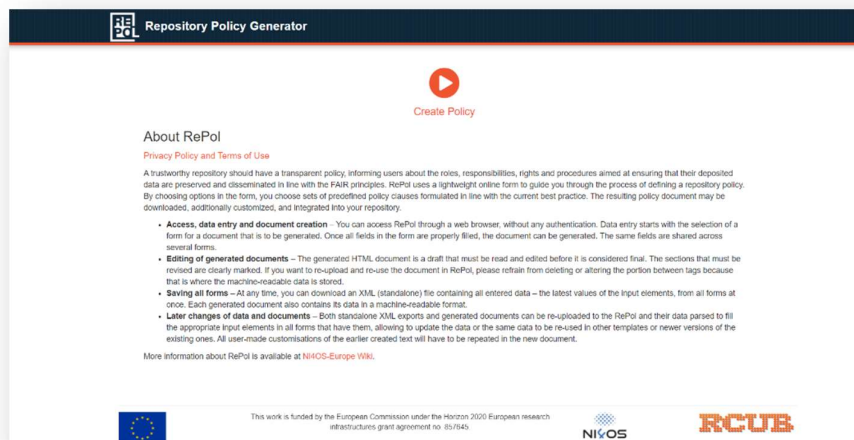 RE
POL
Repository Policy Generator
Create Policy
About RePol
Privacy Policy and Terms of Use
A trustworthy repository should have a transparent policy, informing users about the roles, responsibilities, rights and procedures aimed at ensuring that their deposited
data are preserved and disseminated in line with the FAIR principles. RePol uses a lightweight online form to guide you through the process of defining a repository policy.
By choosing options in the form, you choose sets of predefined policy clauses formulated in line with the current best practice. The resulting policy document may be
downloaded, additionally customized, and integrated into your repository.
• Access, data entry and document creation – You can access RePol through a web browser, without any authentication. Data entry starts with the selection of a
form for a document that is to be generated. Once all fields in the form are properly filled, the document can be generated. The same fields are shared across
several forms.
• Editing of generated documents – The generated HTML document is a draft that must be read and edited before it is considered final. The sections that must be
revised are clearly marked. If you want to re-upload and re-use the document in RePol, please refrain from deleting or altering the portion between tags because
that is where the machine-readable data is stored.
• Saving all forms – At any time, you can download an XML (standalone) file containing all entered data – the latest values of the input elements, from all forms at
once. Each generated document also contains its data in a machine-readable format.
• Later changes of data and documents – Both standalone XML exports and generated documents can be re-uploaded to the RePol and their data parsed to fill
the appropriate input elements in all forms that have them, allowing to update the data or the same data to be re-used in other templates or newer versions of the
existing ones. All user-made customisations of the earlier created text will have to be repeated in the new document.
More information about RePol is available at NI4OS-Europe Wiki.
This work is funded by the European Commission under the Horizon 2020 European research
infrastructures grant agreement no. 857645
NI4OS
RCUB